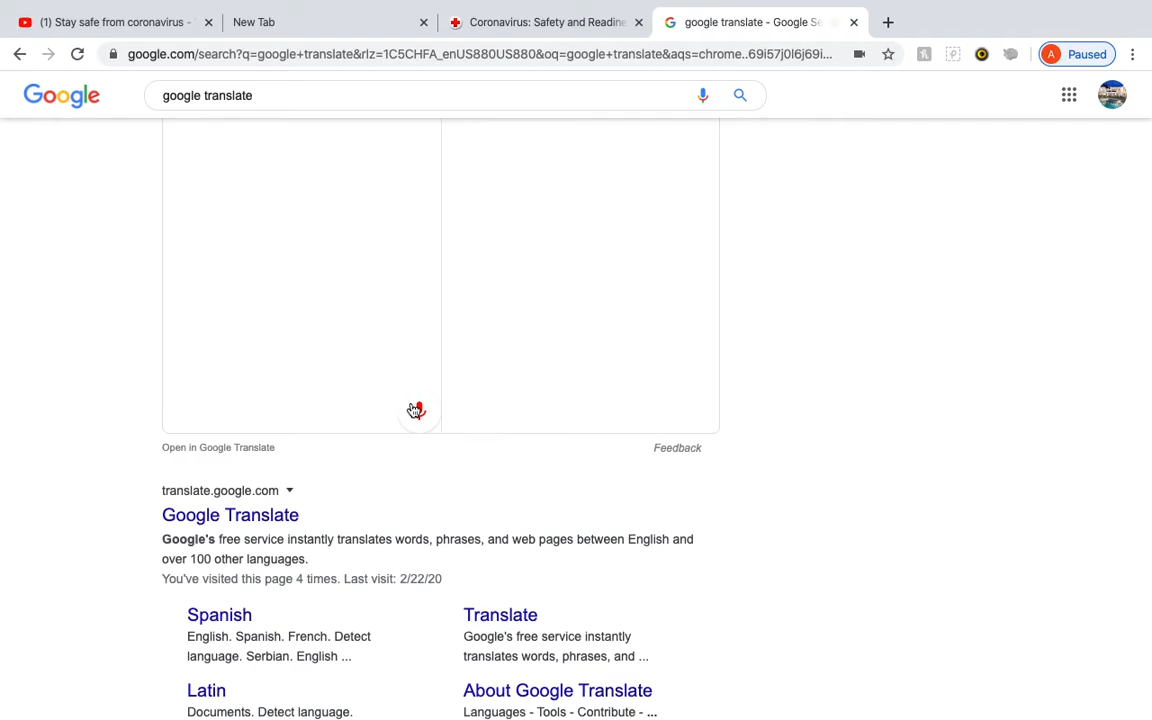 (1) Stay safe from coronavirus -
New Tab
Coronavirus: Safety and Readine
google translate - Google Se
google.com/search?q=google+translate&rlz=1C5CHFA_enUS880US880&oq=google+translate&aqs=chrome..69i57j0l6j69i...
A Paused
Google
google translate
Open in Google Translate
Feedback
translate.google.com
Google Translate
Google's free service instantly translates words, phrases, and web pages between English and
over 100 other languages.
You've visited this page 4 times. Last visit: 2/22/20
Spanish
English. Spanish. French. Detect
language. Serbian. English ...
Translate
Google's free service instantly
translates words, phrases, and ...
Latin
Documents. Detect language.
About Google Translate
Languages - Tools - Contribute - ...